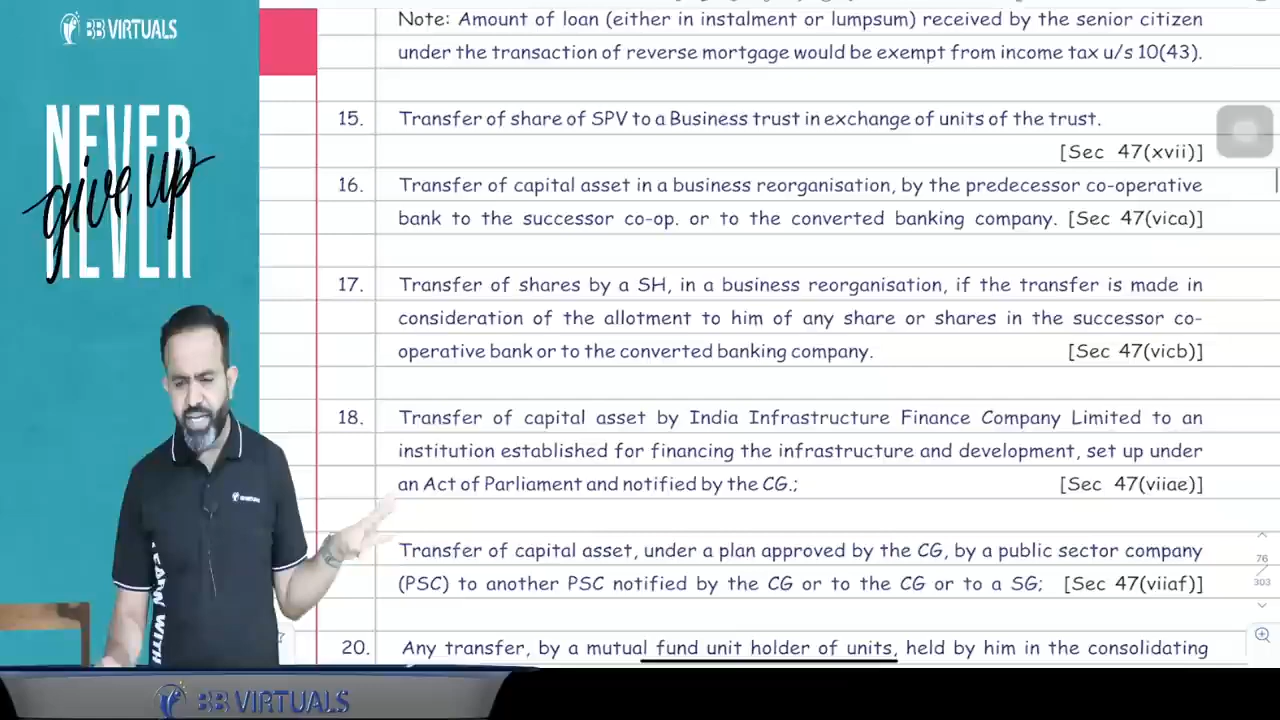 BB VIRTUALS
NEVER
give up
NEVER
Note: Amount of loan (either in instalment or lumpsum) received by the senior citizen
under the transaction of reverse mortgage would be exempt from income tax u/s 10(43).
15. Transfer of share of SPV to a Business trust in exchange of units of the trust.
[Sec 47(xvii)]
16. Transfer of capital asset in a business reorganisation, by the predecessor co-operative
bank to the successor co-op. or to the converted banking company. [Sec 47(vica)]
17. Transfer of shares by a SH, in a business reorganisation, if the transfer is made in
consideration of the allotment to him of any share or shares in the successor co-
operative bank or to the converted banking company. [Sec 47(vicb)]
18. Transfer of capital asset by India Infrastructure Finance Company Limited to an
institution established for financing the infrastructure and development, set up under
an Act of Parliament and notified by the CG.; [Sec 47(viiae)]
Transfer of capital asset, under a plan approved by the CG, by a public sector company
(PSC) to another PSC notified by the CG or to the CG or to a SG; [Sec 47(viiaf)]
20. Any transfer, by a mutual fund unit holder of units, held by him in the consolidating
76
303
LEARN WITH
BB VIRTUALS